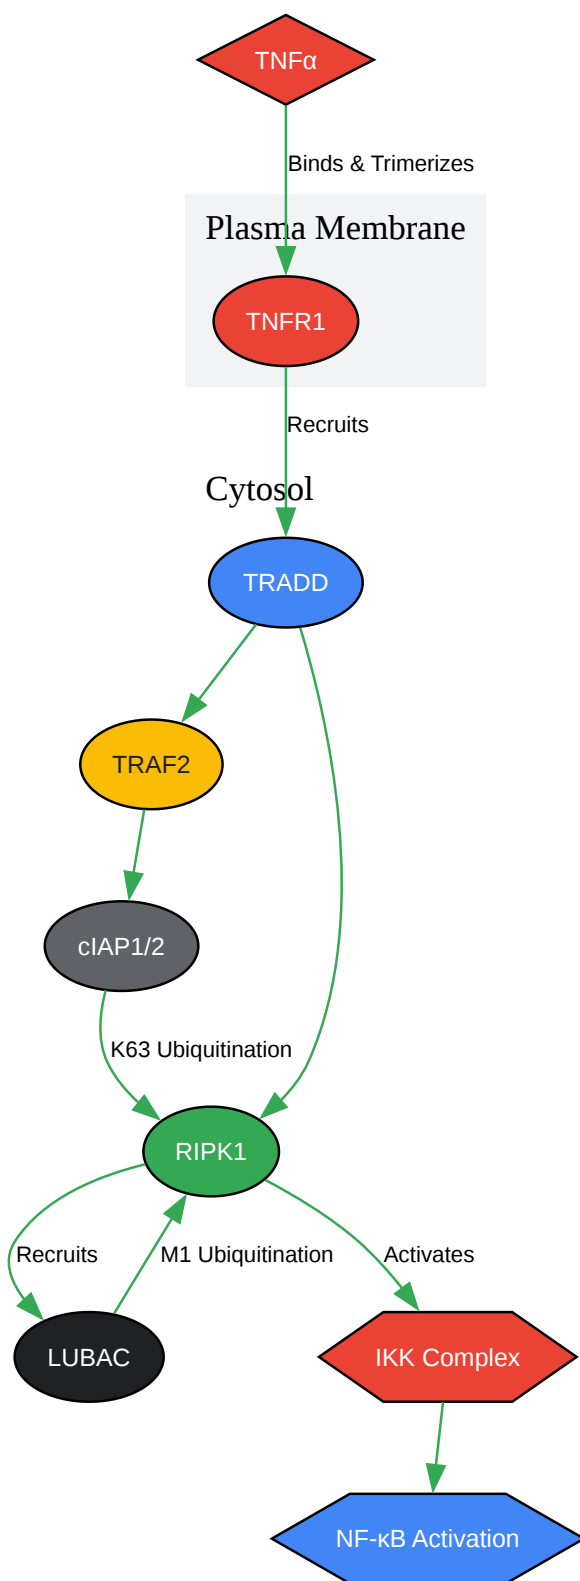 TNFα
Binds & Trimerizes
Plasma Membrane
TNFR1
Recruits
Cytosol
TRADD
TRAF2
cIAP1/2
K63 Ubiquitination
RIPK1
Recruits
M1 Ubiquitination
Activates
LUBAC
IKK Complex
NF-κB Activation